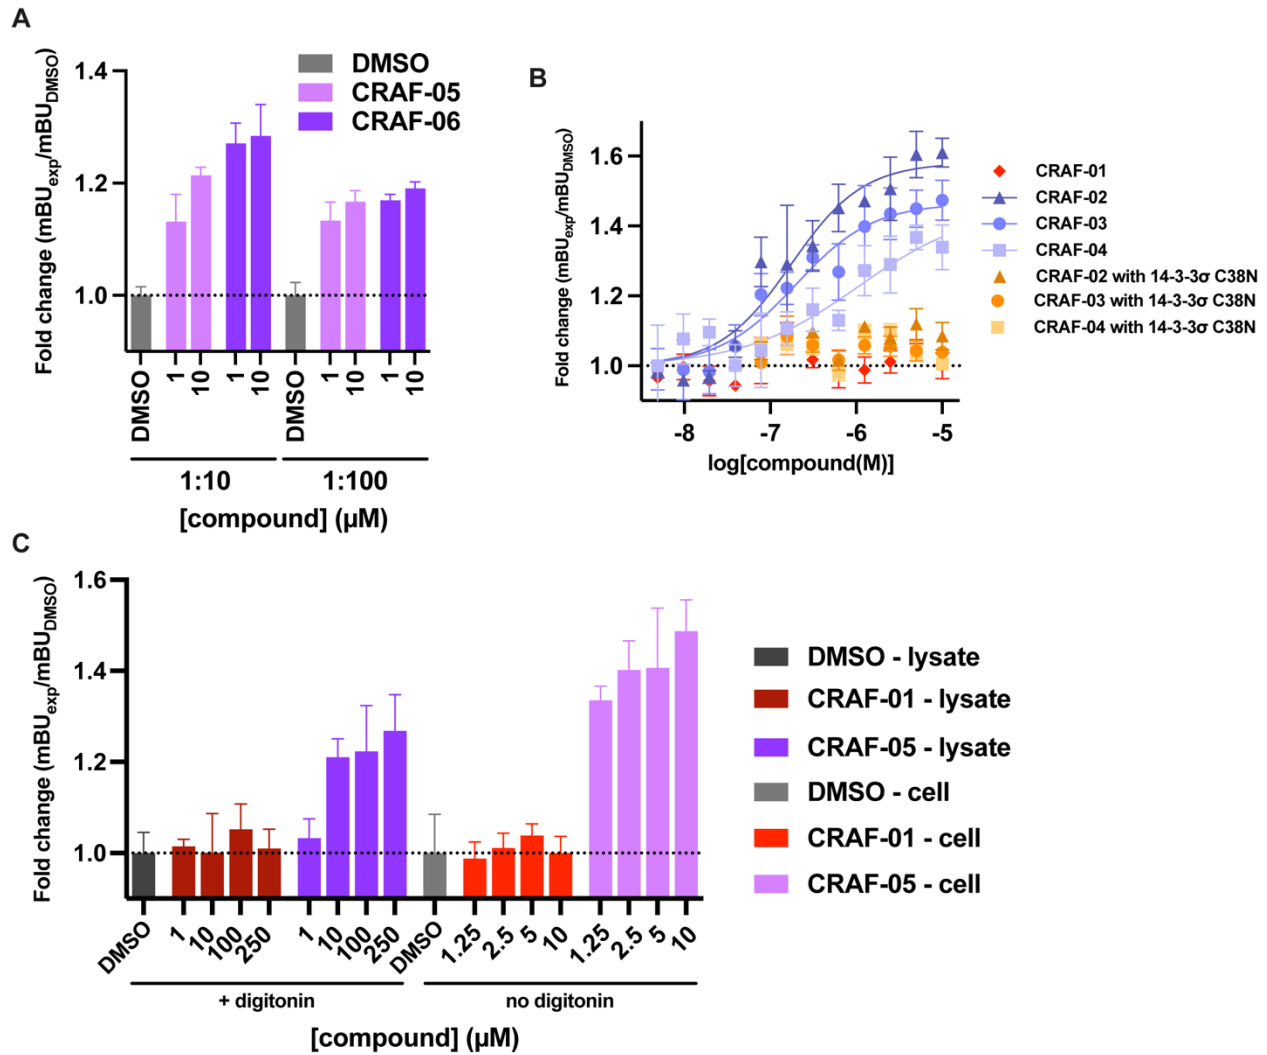 A
Fold change (mBUexp/mBUDMSO)
1.4
1.2
1.0
DMSO
CRAF-05
CRAF-06
DMSO
1
10
1
10
DMSO
1
10
1
10
1:10
1:100
[compound] (µM)
B
Fold change (mBUexp/mBUDMSO)
1.6
1.4
1.2
1.0
-8
-7
-6
-5
log[compound(M)]
CRAF-01
CRAF-02
CRAF-03
CRAF-04
CRAF-02 with 14-3-3σ C38N
CRAF-03 with 14-3-3σ C38N
CRAF-04 with 14-3-3σ C38N
C
Fold change (mBUexp/mBUDMSO)
1.6
1.4
1.2
1.0
DMSO
1
10
100
250
1
10
100
250
DMSO
1.25
2.5
5
10
1.25
2.5
5
10
+ digitonin
no digitonin
[compound] (µM)
DMSO - lysate
CRAF-01 - lysate
CRAF-05 - lysate
DMSO - cell
CRAF-01 - cell
CRAF-05 - cell